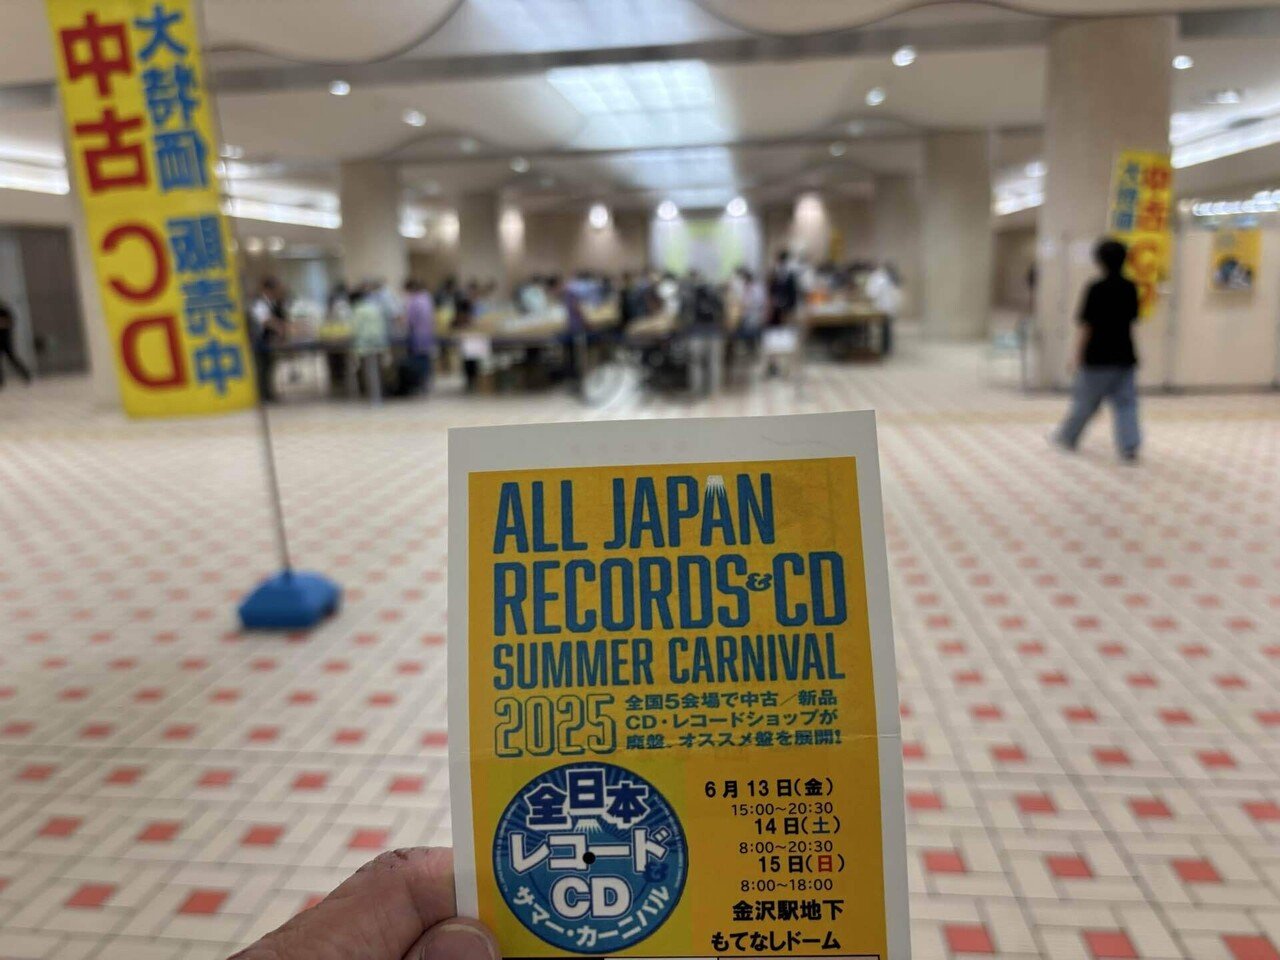 大特価 販売中
中古CD
中古CD
ALL JAPAN
RECORDS&CD
SUMMER CARNIVAL
2025
全国5会場で中古/新品
CD・レコードショップが
廃盤、オススメ盤を展開!
全日本
レコード&
CD
サマー・カーニバル
6月13日(金)
15:00~20:30
14日(土)
8:00~20:30
15日(日)
8:00~18:00
金沢駅地下
もてなしドーム